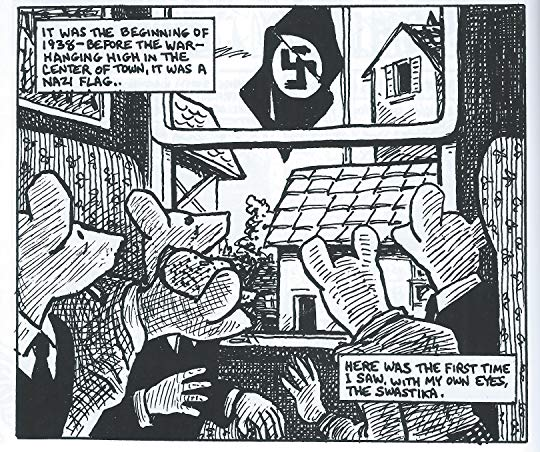 IT WAS THE BEGINNING OF
1938-BEFORE THE WAR-
HANGING HIGH IN THE
CENTER OF TOWN, IT WAS A
NAZI FLAG..
HERE WAS THE FIRST TIME
I SAW, WITH MY OWN EYES,
THE SWASTIKA.